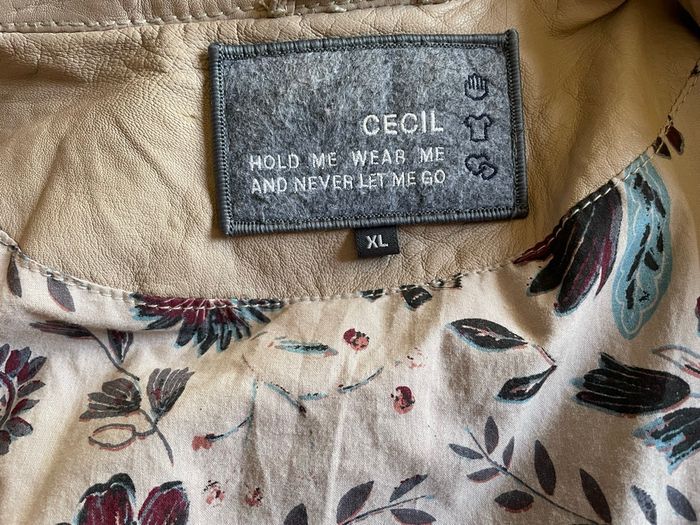 CECIL
HOLD ME WEAR ME
AND NEVER LET ME GO
XL